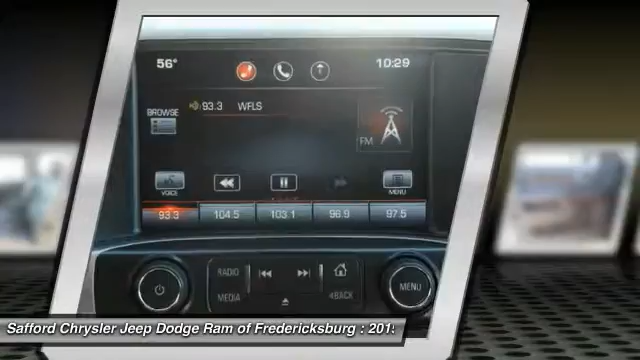 56° 10:29
93.3 WFLS
BROWSE
FM
VOICE MENU
93.3 104.5 103.1 96.9 97.5
RADIO
MENU
MEDIA BACK
Safford Chrysler Jeep Dodge Ram of Fredericksburg : 201